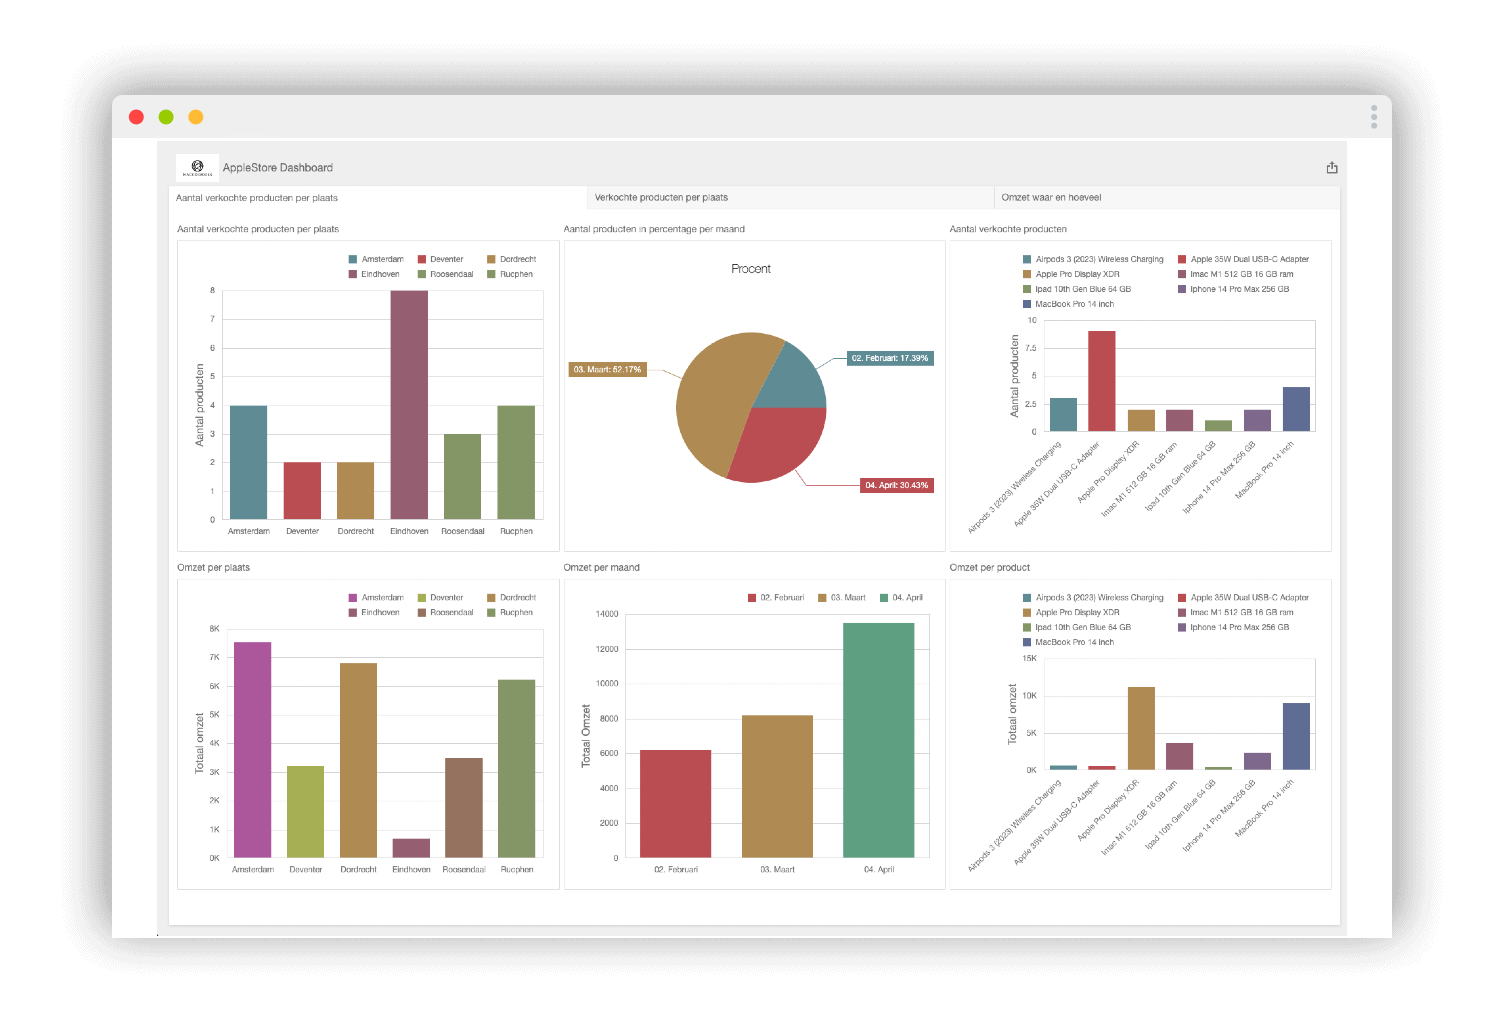 AppleStore Dashboard
Aantal verkochte producten per plaats
Verkochte producten per plaats
Omzet waar en hoeveel
Aantal verkochte producten per plaats
Amsterdam Deventer Dordrecht
Eindhoven Roosendaal Rucphen
8
7
6
5
4
3
2
1
0
Aantal producten
Amsterdam Deventer Dordrecht Eindhoven Roosendaal Rucphen
Aantal producten in percentage per maand
Procent
02. Februari: 17.39%
03. Maart: 52.17%
04. April: 30.43%
Aantal verkochte producten
Airpods 3 (2023) Wireless Charging Apple 35W Dual USB-C Adapter
Apple Pro Display XDR Imac M1 512 GB 16 GB ram
Ipad 10th Gen Blue 64 GB Iphone 14 Pro Max 256 GB
MacBook Pro 14 inch
10
7.5
5
2.5
0
Aantal producten
Airpods 3 (2023) Wireless Charging
Apple 35W Dual USB-C Adapter
Apple Pro Display XDR
Imac M1 512 GB 16 GB ram
Ipad 10th Gen Blue 64 GB
Iphone 14 Pro Max 256 GB
MacBook Pro 14 inch
Omzet per plaats
Amsterdam Deventer Dordrecht
Eindhoven Roosendaal Rucphen
8K
7K
6K
5K
4K
3K
2K
1K
0K
Totaal omzet
Amsterdam Deventer Dordrecht Eindhoven Roosendaal Rucphen
Omzet per maand
02. Februari 03. Maart 04. April
14000
12000
10000
8000
6000
4000
2000
0
Totaal Omzet
02. Februari 03. Maart 04. April
Omzet per product
Airpods 3 (2023) Wireless Charging Apple 35W Dual USB-C Adapter
Apple Pro Display XDR Imac M1 512 GB 16 GB ram
Ipad 10th Gen Blue 64 GB Iphone 14 Pro Max 256 GB
MacBook Pro 14 inch
15K
10K
5K
0K
Totaal omzet
Airpods 3 (2023) Wireless Charging
Apple 35W Dual USB-C Adapter
Apple Pro Display XDR
Imac M1 512 GB 16 GB ram
Ipad 10th Gen Blue 64 GB
Iphone 14 Pro Max 256 GB
MacBook Pro 14 inch